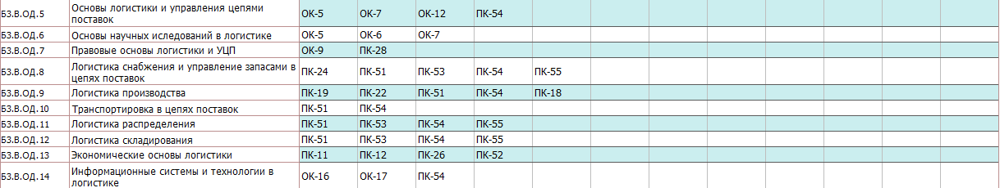 Б3.В.ОД.5 Основы логистики и управления цепями поставок ОК-5 ОК-7 ОК-12 ПК-54
Б3.В.ОД.6 Основы научных иследований в логистике ОК-5 ОК-6 ОК-7
Б3.В.ОД.7 Правовые основы логистики и УЦП ОК-9 ПК-28
Б3.В.ОД.8 Логистика снабжения и управление запасами в цепях поставок ПК-24 ПК-51 ПК-53 ПК-54 ПК-55
Б3.В.ОД.9 Логистика производства ПК-19 ПК-22 ПК-51 ПК-54 ПК-18
Б3.В.ОД.10 Транспортировка в цепях поставок ПК-51 ПК-54
Б3.В.ОД.11 Логистика распределения ПК-51 ПК-53 ПК-54 ПК-55
Б3.В.ОД.12 Логистика складирования ПК-51 ПК-53 ПК-54 ПК-55
Б3.В.ОД.13 Экономические основы логистики ПК-11 ПК-12 ПК-26 ПК-52
Б3.В.ОД.14 Информационные системы и технологии в логистике ОК-16 ОК-17 ПК-54